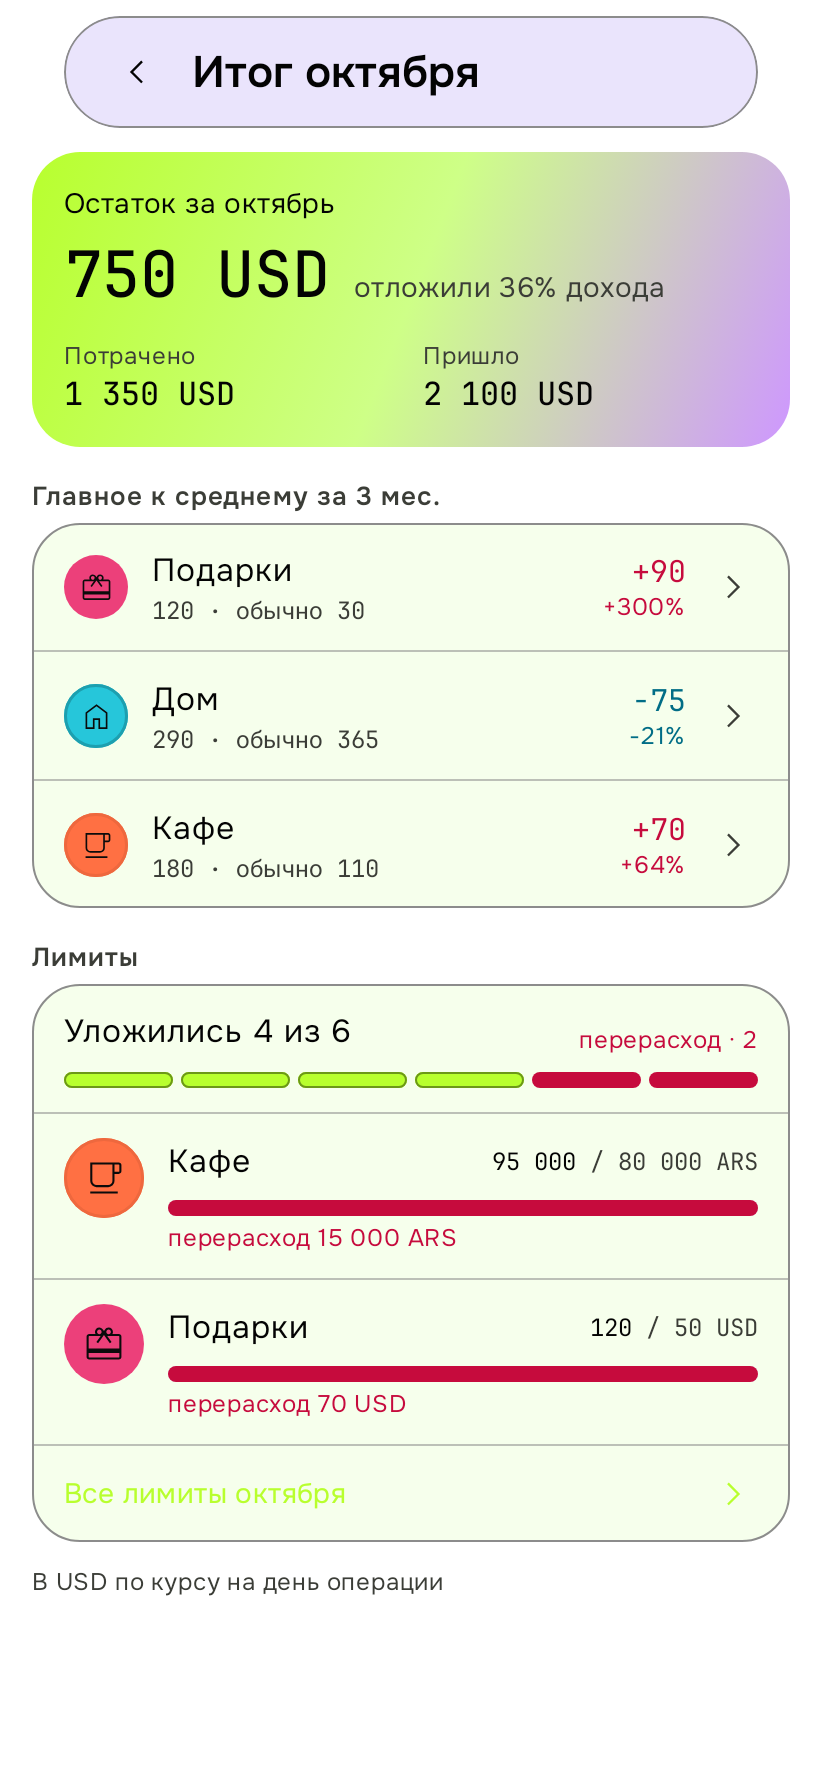 Итог октября
Остаток за октябрь
750 USD отложили 36% дохода
Потрачено Пришло
1 350 USD 2 100 USD
Главное к среднему за 3 мес.
Подарки +90
120 · обычно 30 +300%
Дом -75
290 · обычно 365 -21%
Кафе +70
180 · обычно 110 +64%
Лимиты
Уложились 4 из 6 перерасход · 2
Кафе 95 000 / 80 000 ARS
перерасход 15 000 ARS
Подарки 120 / 50 USD
перерасход 70 USD
Все лимиты октября
В USD по курсу на день операции